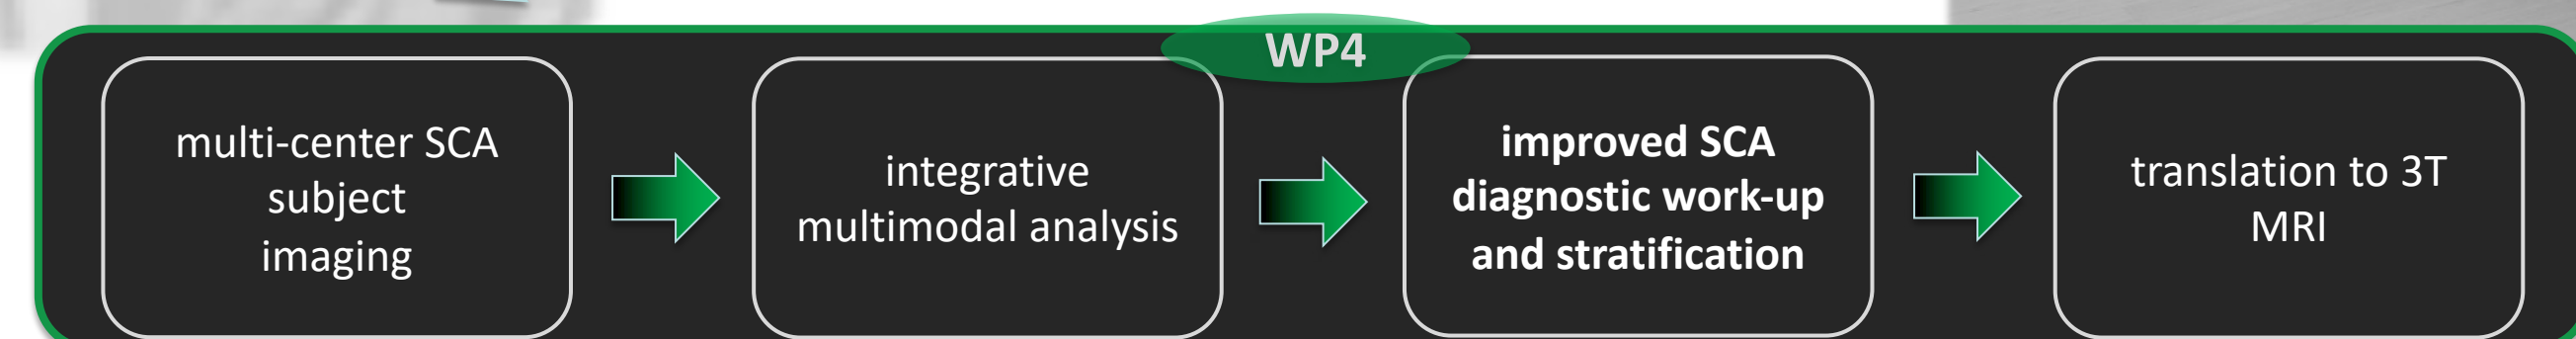 WP4
multi-center SCA
subject
imaging
integrative
multimodal analysis
improved SCA
diagnostic work-up
and stratification
translation to 3T
MRI